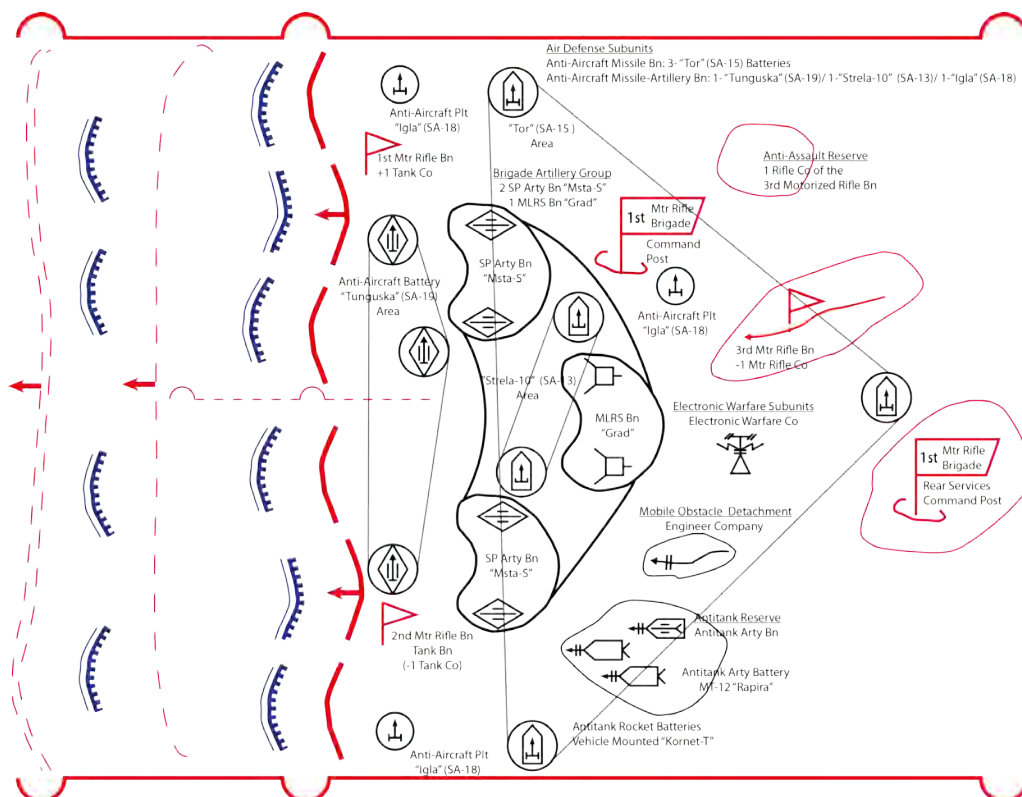 Air Defense Subunits
Anti-Aircraft Missile Bn: 3- "Tor" (SA-15) Batteries
Anti-Aircraft Missile-Artillery Bn: 1- "Tunguska" (SA-19)/ 1-"Strela-10" (SA-13)/ 1-"Igla" (SA-18)
Anti-Aircraft Plt
"Igla" (SA-18)
"Tor" (SA-15 )
Area
1st Mtr Rifle Bn
+1 Tank Co
Anti-Assault Reserve
1 Rifle Co of the
3rd Motorized Rifle Bn
Brigade Artillery Group
2 SP Arty Bn "Msta-S"
1 MLRS Bn "Grad"
1st Mtr Rifle
Brigade
Command
Post
SP Arty Bn
"Msta-S"
Anti-Aircraft Battery
"Tunguska" (SA-19)
Area
Anti-Aircraft Plt
"Igla" (SA-18)
3rd Mtr Rifle Bn
-1 Mtr Rifle Co
"Strela-10" (SA-13)
Area
MLRS Bn
"Grad"
Electronic Warfare Subunits
Electronic Warfare Co
1st Mtr Rifle
Brigade
Rear Services
Command Post
Mobile Obstacle Detachment
Engineer Company
SP Arty Bn
"Msta-S"
2nd Mtr Rifle Bn
Tank Bn
(-1 Tank Co)
Antitank Reserve
Antitank Arty Bn
Antitank Arty Battery
MT-12 "Rapira"
Antitank Rocket Batteries
Vehicle Mounted "Kornet-T"
Anti-Aircraft Plt
"Igla" (SA-18)